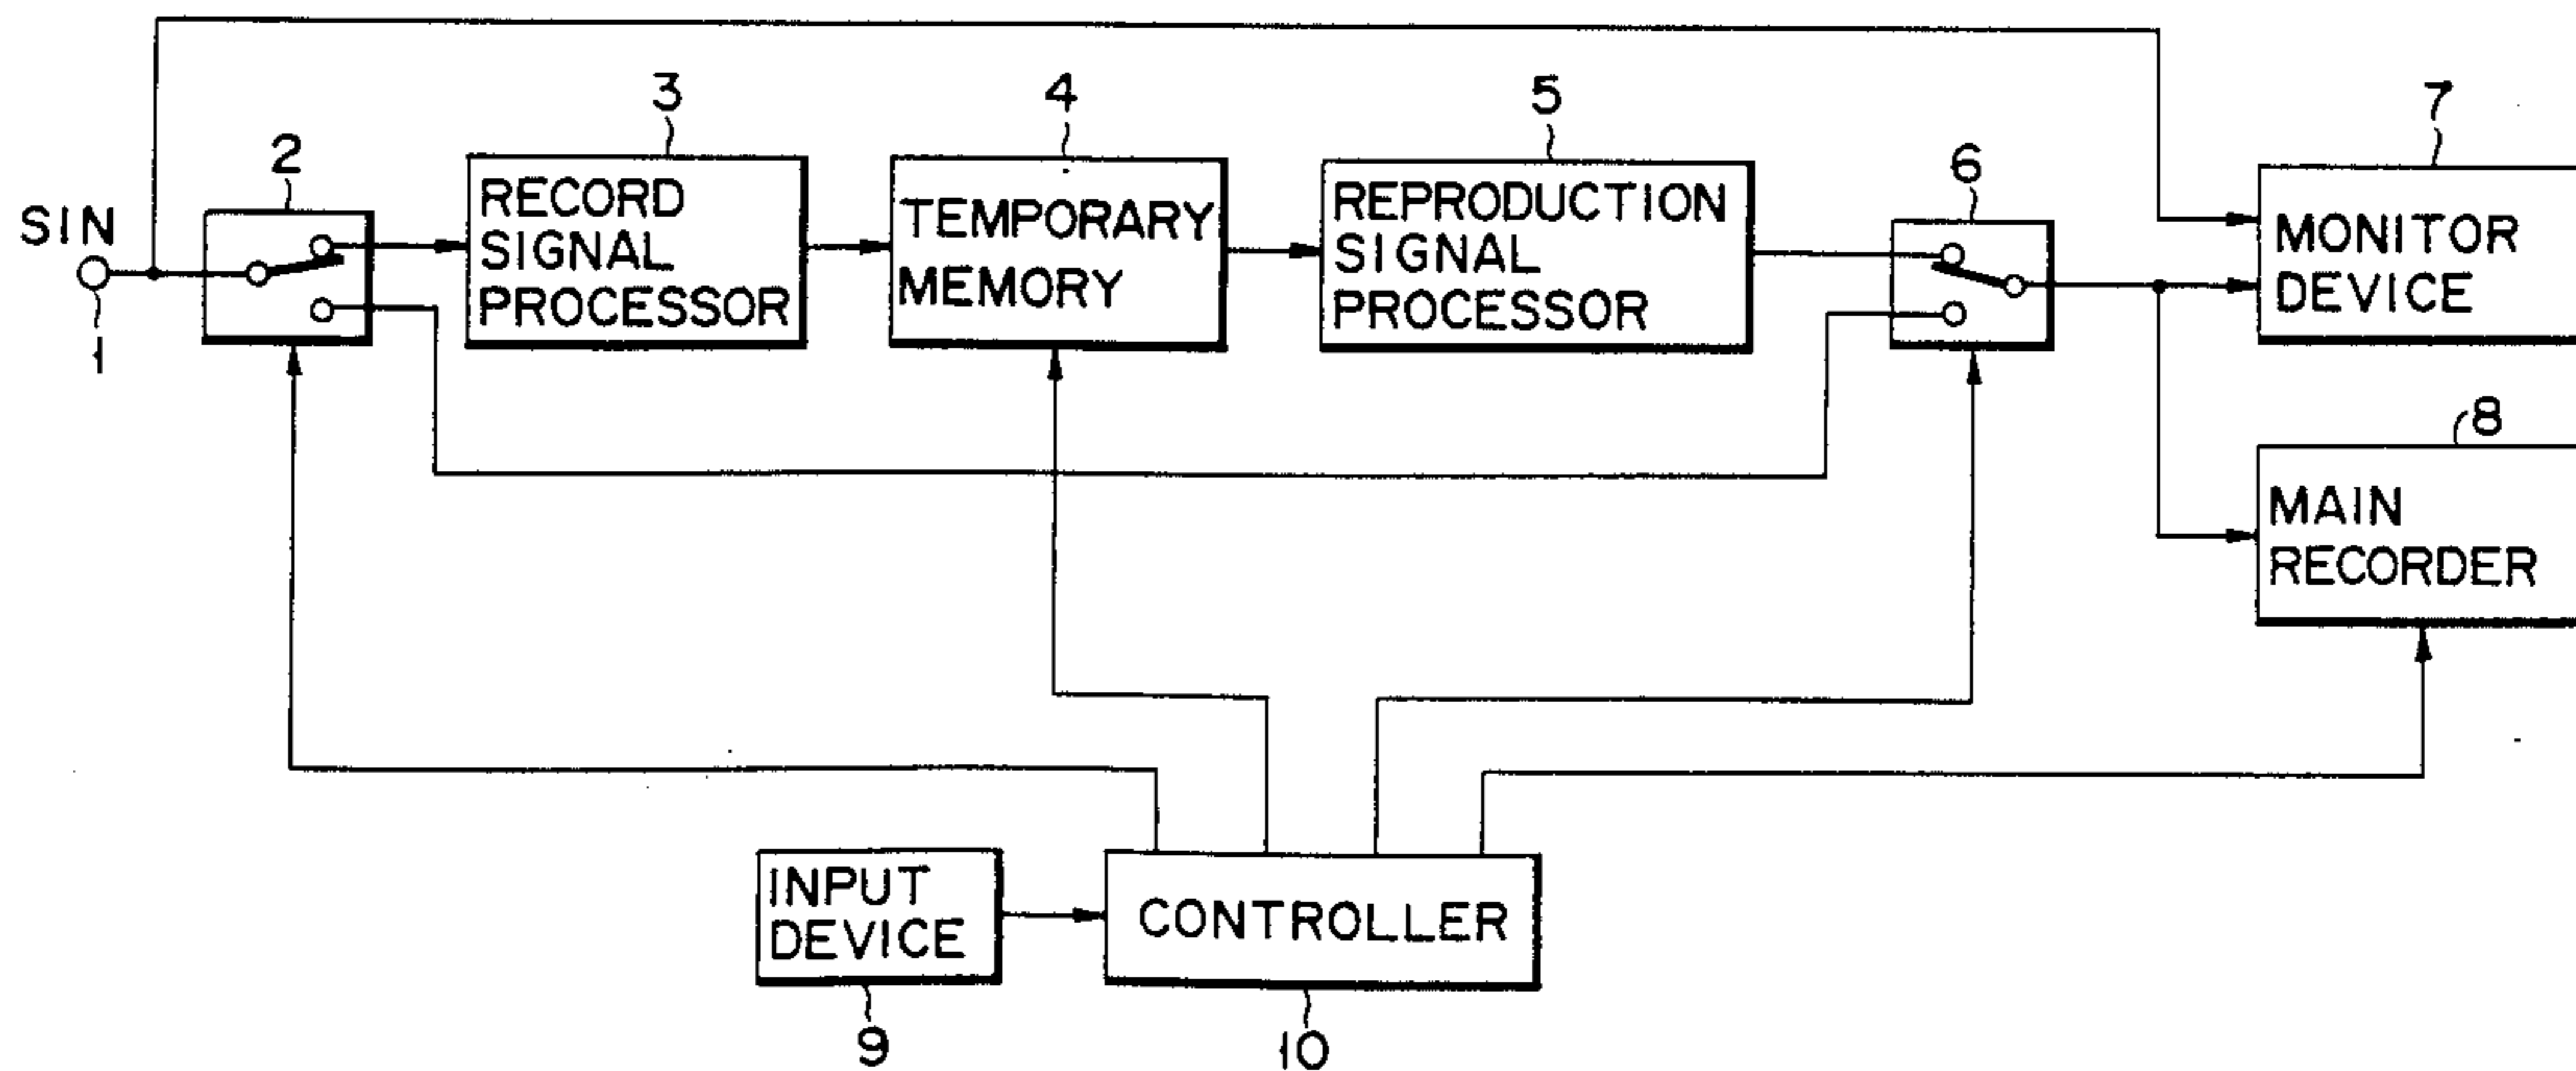 3
4
5
7
2
6
SIN
1
RECORD
SIGNAL
PROCESSOR
TEMPORARY
MEMORY
REPRODUCTION
SIGNAL
PROCESSOR
MONITOR
DEVICE
8
MAIN
RECORDER
INPUT
DEVICE
CONTROLLER
9
10